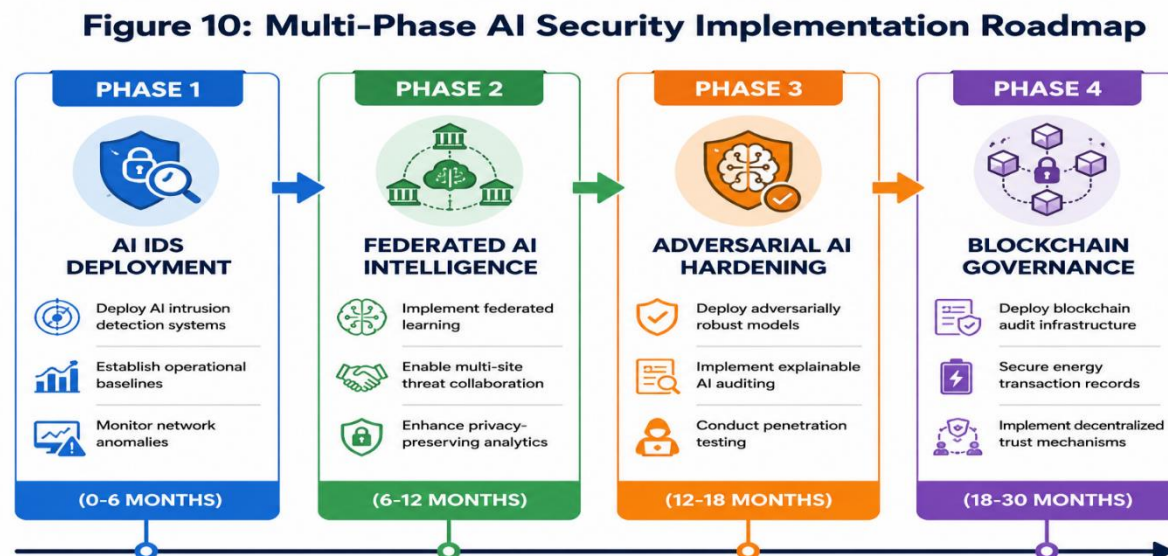 Figure 10: Multi-Phase AI Security Implementation Roadmap
PHASE 1
AI IDS
DEPLOYMENT
Deploy AI intrusion
detection systems
Establish operational
baselines
Monitor network
anomalies
(0-6 MONTHS)
PHASE 2
FEDERATED AI
INTELLIGENCE
Implement federated
learning
Enable multi-site
threat collaboration
Enhance privacy-
preserving analytics
(6-12 MONTHS)
PHASE 3
ADVERSARIAL AI
HARDENING
Deploy adversarially
robust models
Implement explainable
AI auditing
Conduct penetration
testing
(12-18 MONTHS)
PHASE 4
BLOCKCHAIN
GOVERNANCE
Deploy blockchain
audit infrastructure
Secure energy
transaction records
Implement decentralized
trust mechanisms
(18-30 MONTHS)